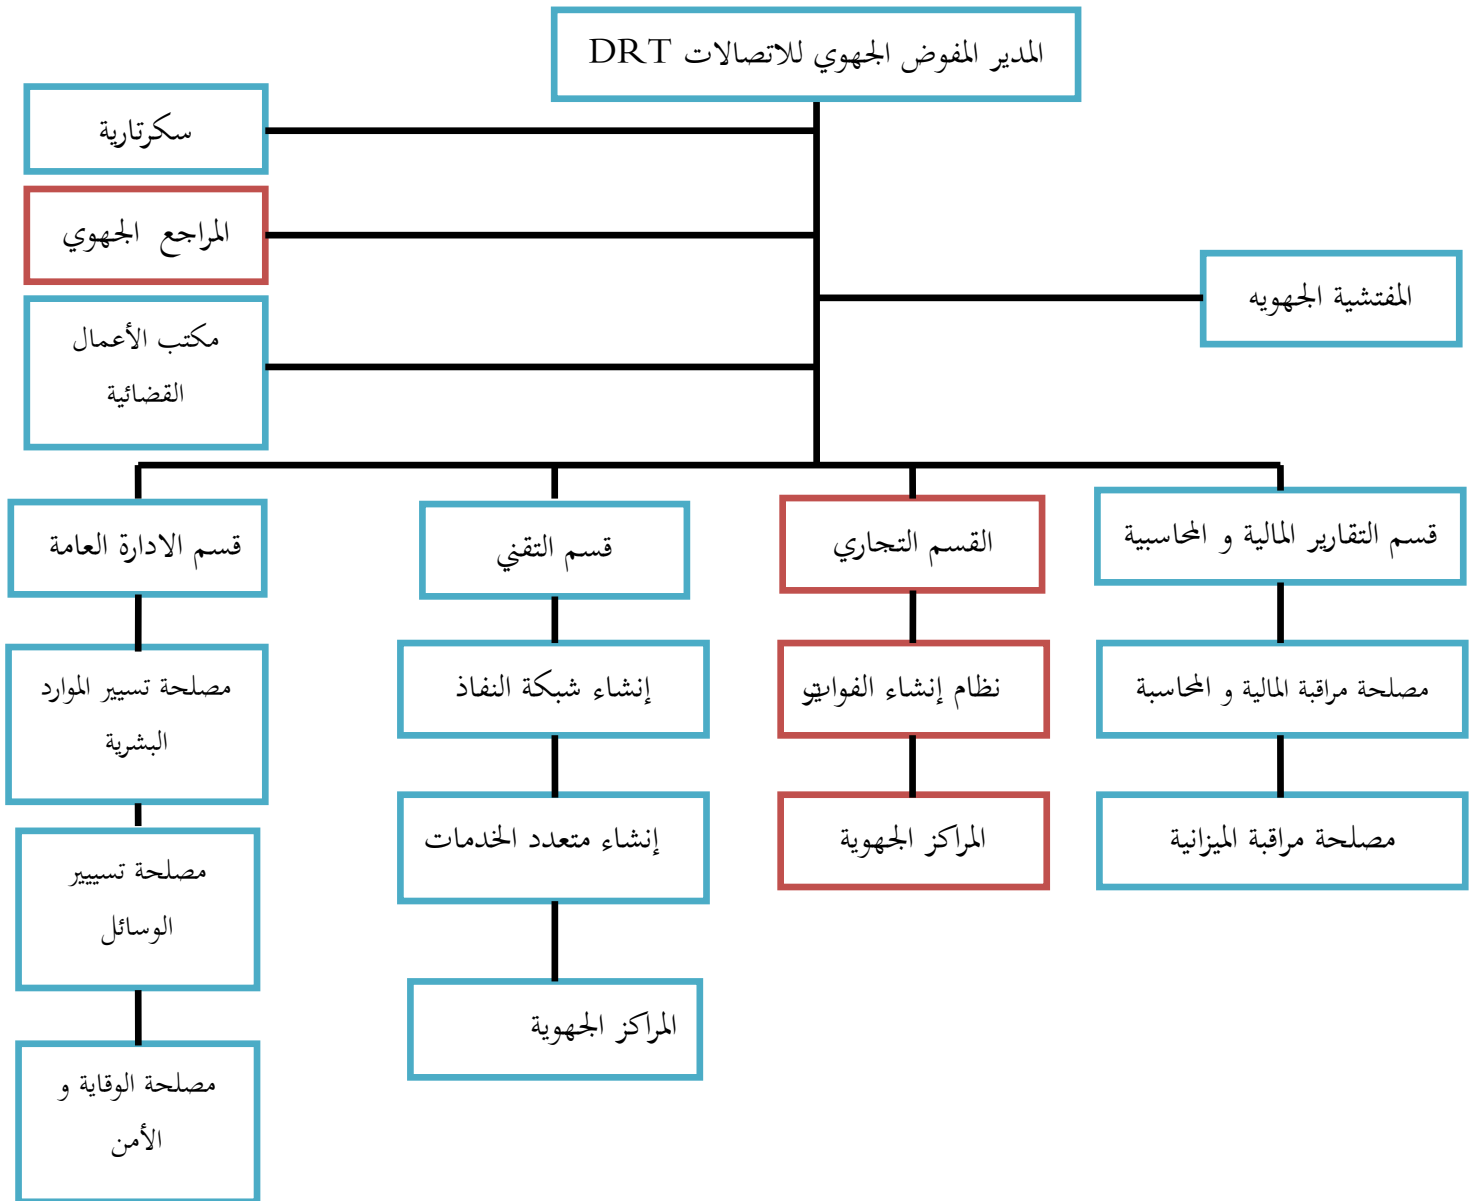 المدير المفوض الجهوي للاتصالات DRT
سكرتارية
المراجع الجهوي
المفتشية الجهويه
مكتب الأعمال
القضائية
قسم التقارير المالية و المحاسبية
القسم التجاري
قسم التقني
قسم الادارة العامة
مصلحة مراقبة المالية و المحاسبة
نظام إنشاء الفواتير
إنشاء شبكة النفاذ
مصلحة تسيير الموارد
البشرية
مصلحة مراقبة الميزانية
المراكز الجهوية
إنشاء متعدد الخدمات
مصلحة تسييير
الوسائل
المراكز الجهوية
مصلحة الوقاية و
الأمن